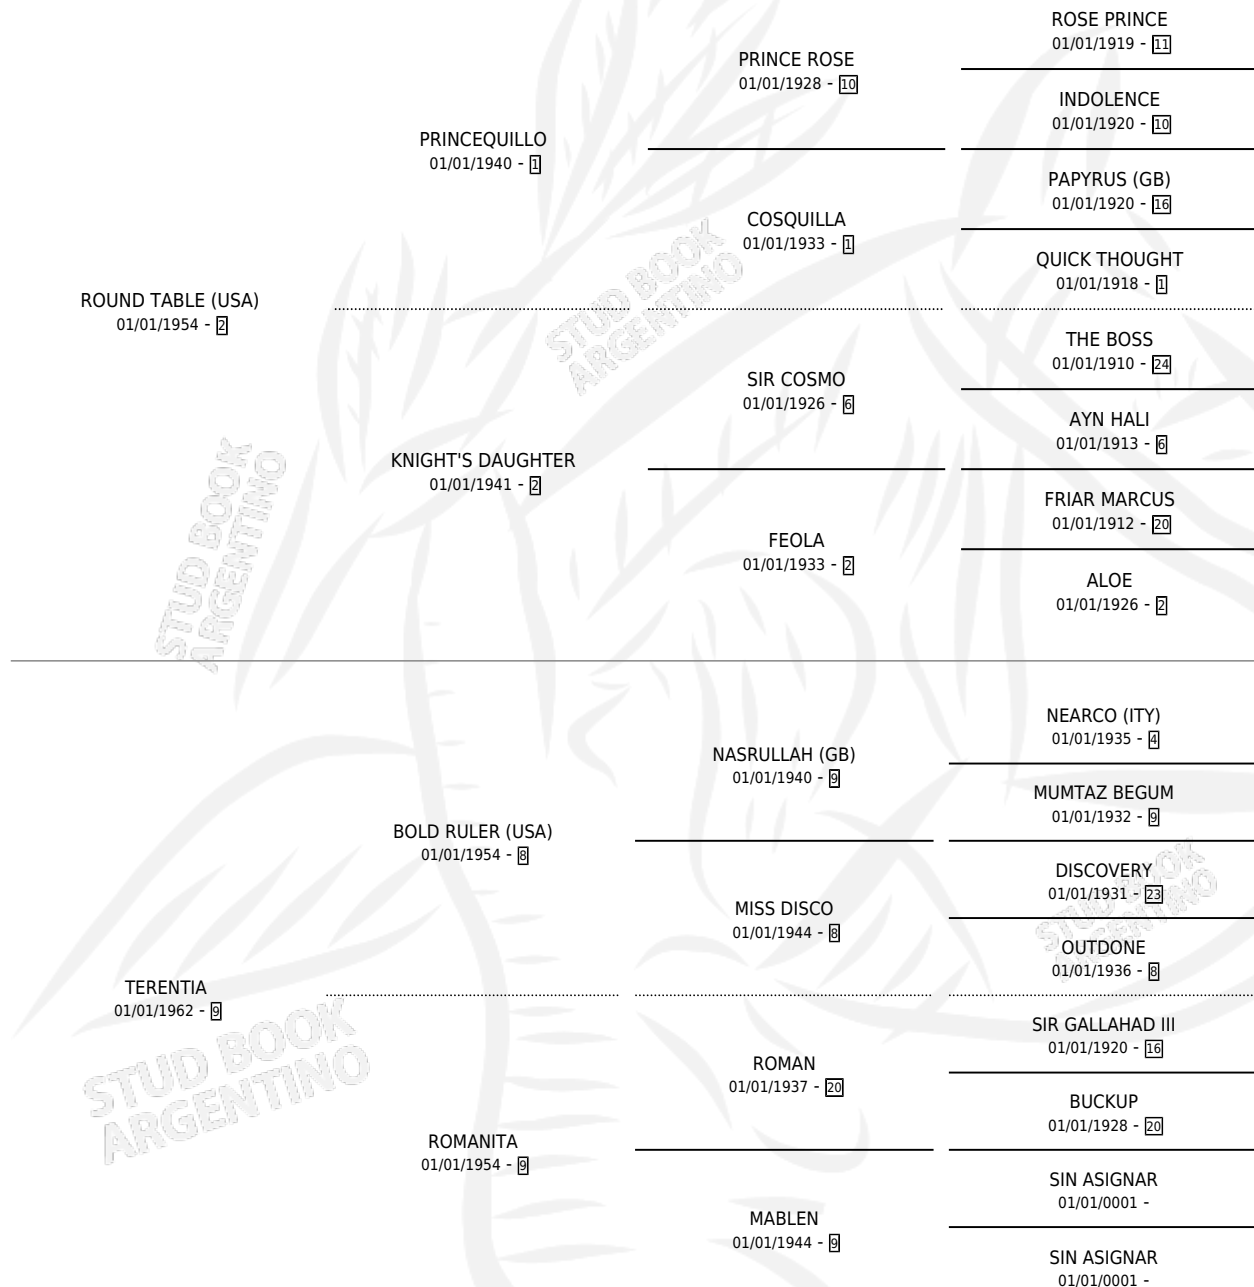 ROSE PRINCE
01/01/1919 - 11
PRINCE ROSE
01/01/1928 - 10
INDOLENCE
01/01/1920 - 10
PRINCEQUILLO
01/01/1940 - 1
PAPYRUS (GB)
01/01/1920 - 16
COSQUILLA
01/01/1933 - 1
QUICK THOUGHT
01/01/1918 - 1
ROUND TABLE (USA)
01/01/1954 - 2
THE BOSS
01/01/1910 - 24
SIR COSMO
01/01/1926 - 6
AYN HALI
01/01/1913 - 6
KNIGHT'S DAUGHTER
01/01/1941 - 2
FRIAR MARCUS
01/01/1912 - 20
FEOLA
01/01/1933 - 2
ALOE
01/01/1926 - 2
NEARCO (ITY)
01/01/1935 - 4
NASRULLAH (GB)
01/01/1940 - 9
MUMTAZ BEGUM
01/01/1932 - 9
BOLD RULER (USA)
01/01/1954 - 8
DISCOVERY
01/01/1931 - 23
MISS DISCO
01/01/1944 - 8
OUTDONE
01/01/1936 - 8
TERENTIA
01/01/1962 - 9
SIR GALLAHAD III
01/01/1920 - 16
ROMAN
01/01/1937 - 20
BUCKUP
01/01/1928 - 20
ROMANITA
01/01/1954 - 9
SIN ASIGNAR
01/01/0001 -
MABLEN
01/01/1944 - 9
SIN ASIGNAR
01/01/0001 -
STUD BOOK
ARGENTINO
STUD BOOK
ARGENTINO
STUD BOOK
ARGENTINO
STUD BOOK
ARGENTINO